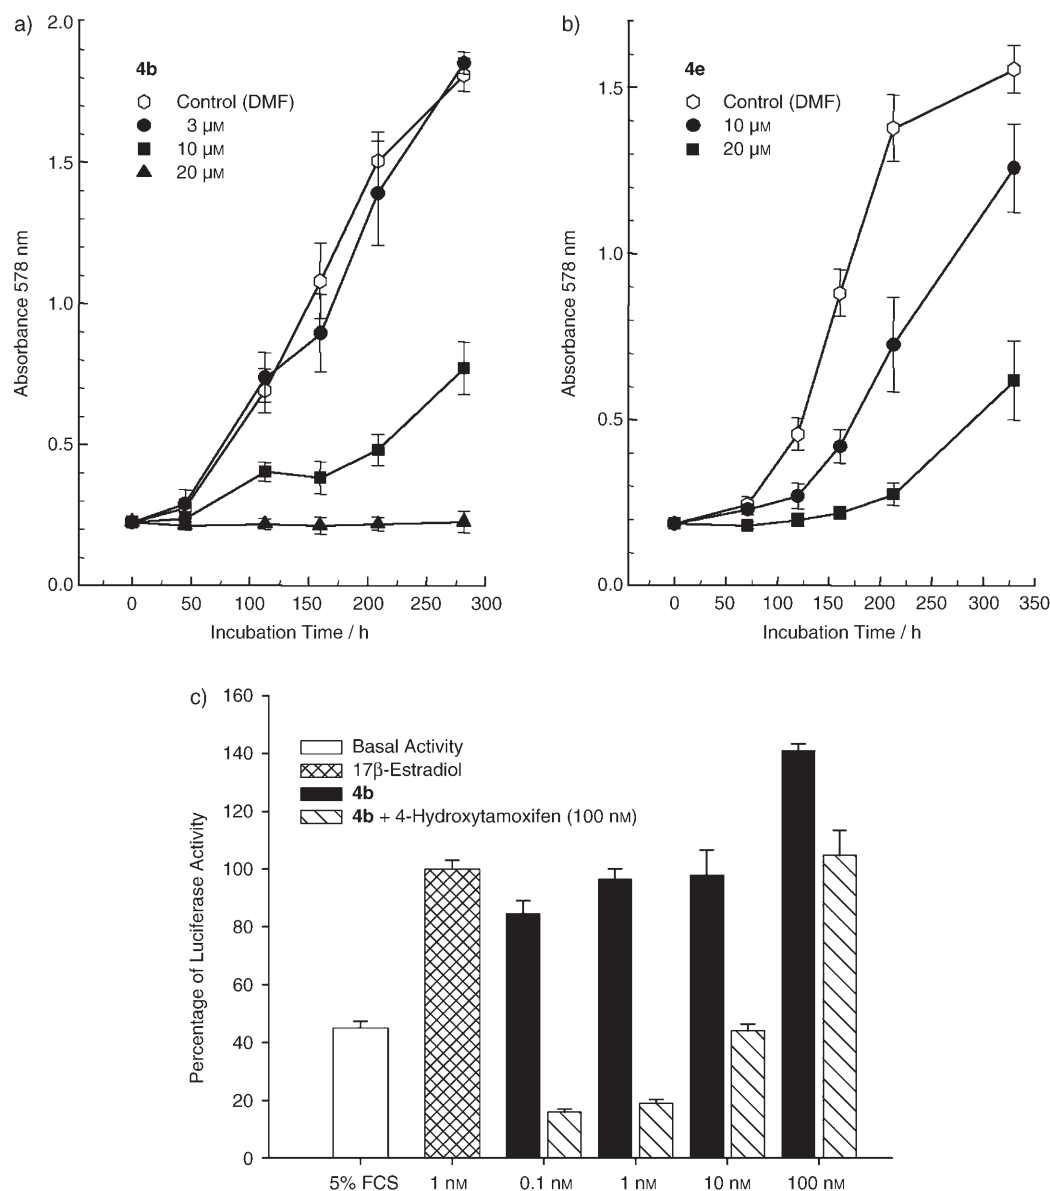 a)
2.0
1.5
1.0
0.5
0.0
Absorbance 578 nm
4b
Control (DMF)
3 µM
10 µM
20 µM
0 50 100 150 200 250 300
Incubation Time / h
b)
1.5
1.0
0.5
0.0
Absorbance 578 nm
4e
Control (DMF)
10 µM
20 µM
0 50 100 150 200 250 300 350
Incubation Time / h
c)
160
140
120
100
80
60
40
20
0
Percentage of Luciferase Activity
Basal Activity
17β-Estradiol
4b
4b + 4-Hydroxytamoxifen (100 nM)
5% FCS 1 nM 0.1 nM 1 nM 10 nM 100 nM